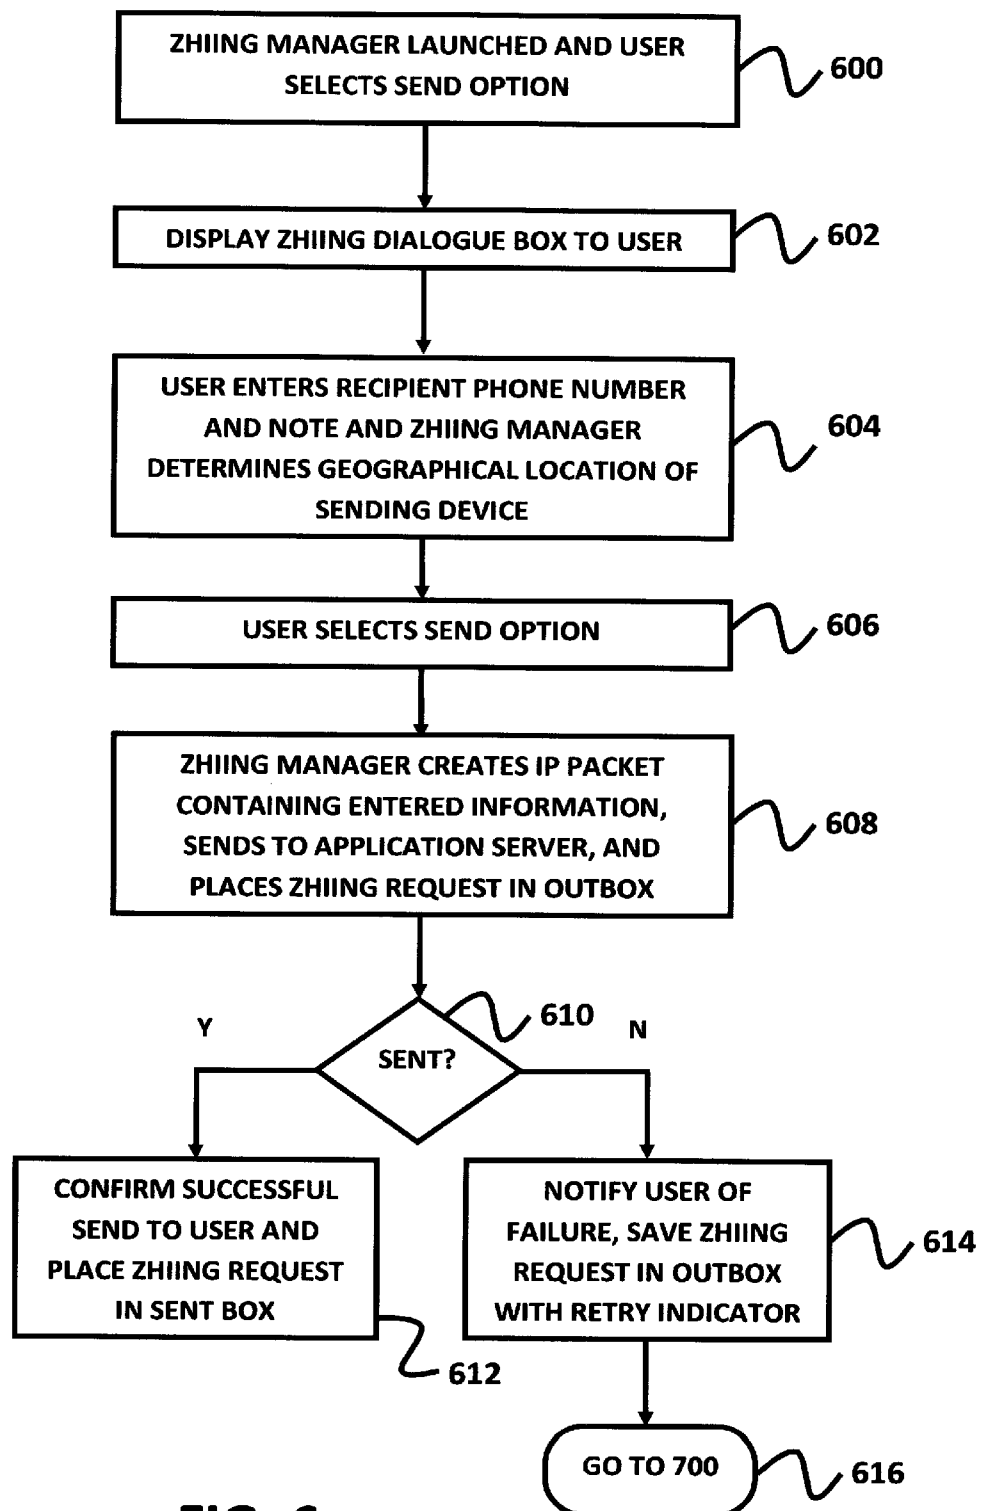 ZHIING MANAGER LAUNCHED AND USER
SELECTS SEND OPTION
600
DISPLAY ZHIING DIALOGUE BOX TO USER
602
USER ENTERS RECIPIENT PHONE NUMBER
AND NOTE AND ZHIING MANAGER
DETERMINES GEOGRAPHICAL LOCATION OF
SENDING DEVICE
604
USER SELECTS SEND OPTION
606
ZHIING MANAGER CREATES IP PACKET
CONTAINING ENTERED INFORMATION,
SENDS TO APPLICATION SERVER, AND
PLACES ZHIING REQUEST IN OUTBOX
608
SENT?
610
Y
N
CONFIRM SUCCESSFUL
SEND TO USER AND
PLACE ZHIING REQUEST
IN SENT BOX
612
NOTIFY USER OF
FAILURE, SAVE ZHIING
REQUEST IN OUTBOX
WITH RETRY INDICATOR
614
GO TO 700
616